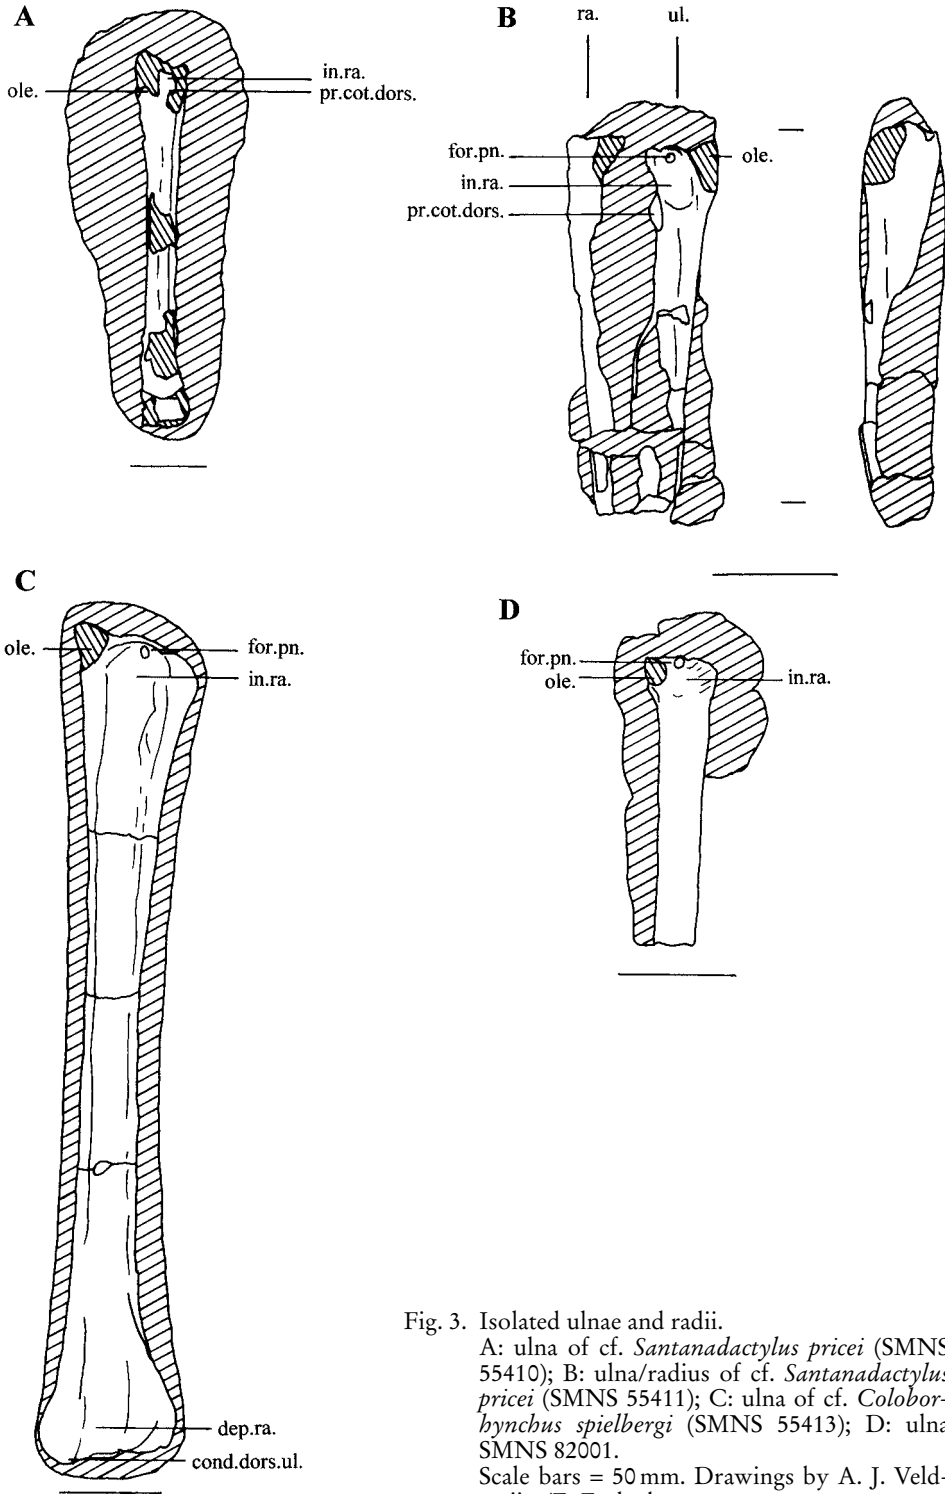 A
ole.
in.ra.
pr.cot.dors.
B
ra.
ul.
for.pn.
in.ra.
pr.cot.dors.
ole.
C
ole.
for.pn.
in.ra.
dep.ra.
cond.dors.ul.
D
for.pn.
ole.
in.ra.
Fig. 3. Isolated ulnae and radii.
A: ulna of cf. Santanadactylus pricei (SMNS
55410); B: ulna/radius of cf. Santanadactylus
pricei (SMNS 55411); C: ulna of cf. Colobor-
hynchus spielbergi (SMNS 55413); D: ulna
SMNS 82001.
Scale bars = 50 mm. Drawings by A. J. Veld-